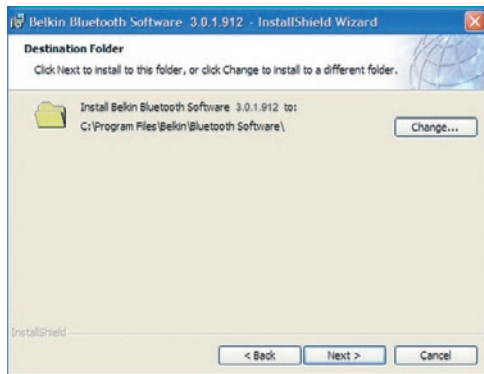 Belkin Bluetooth Software 3.0.1.912 - InstallShield Wizard
Destination Folder
Click Next to install to this folder, or click Change to install to a different folder.
Install Belkin Bluetooth Software 3.0.1.912 to:
C:\Program Files\Belkin\Bluetooth Software\
Change...
InstallShield
< Back
Next >
Cancel